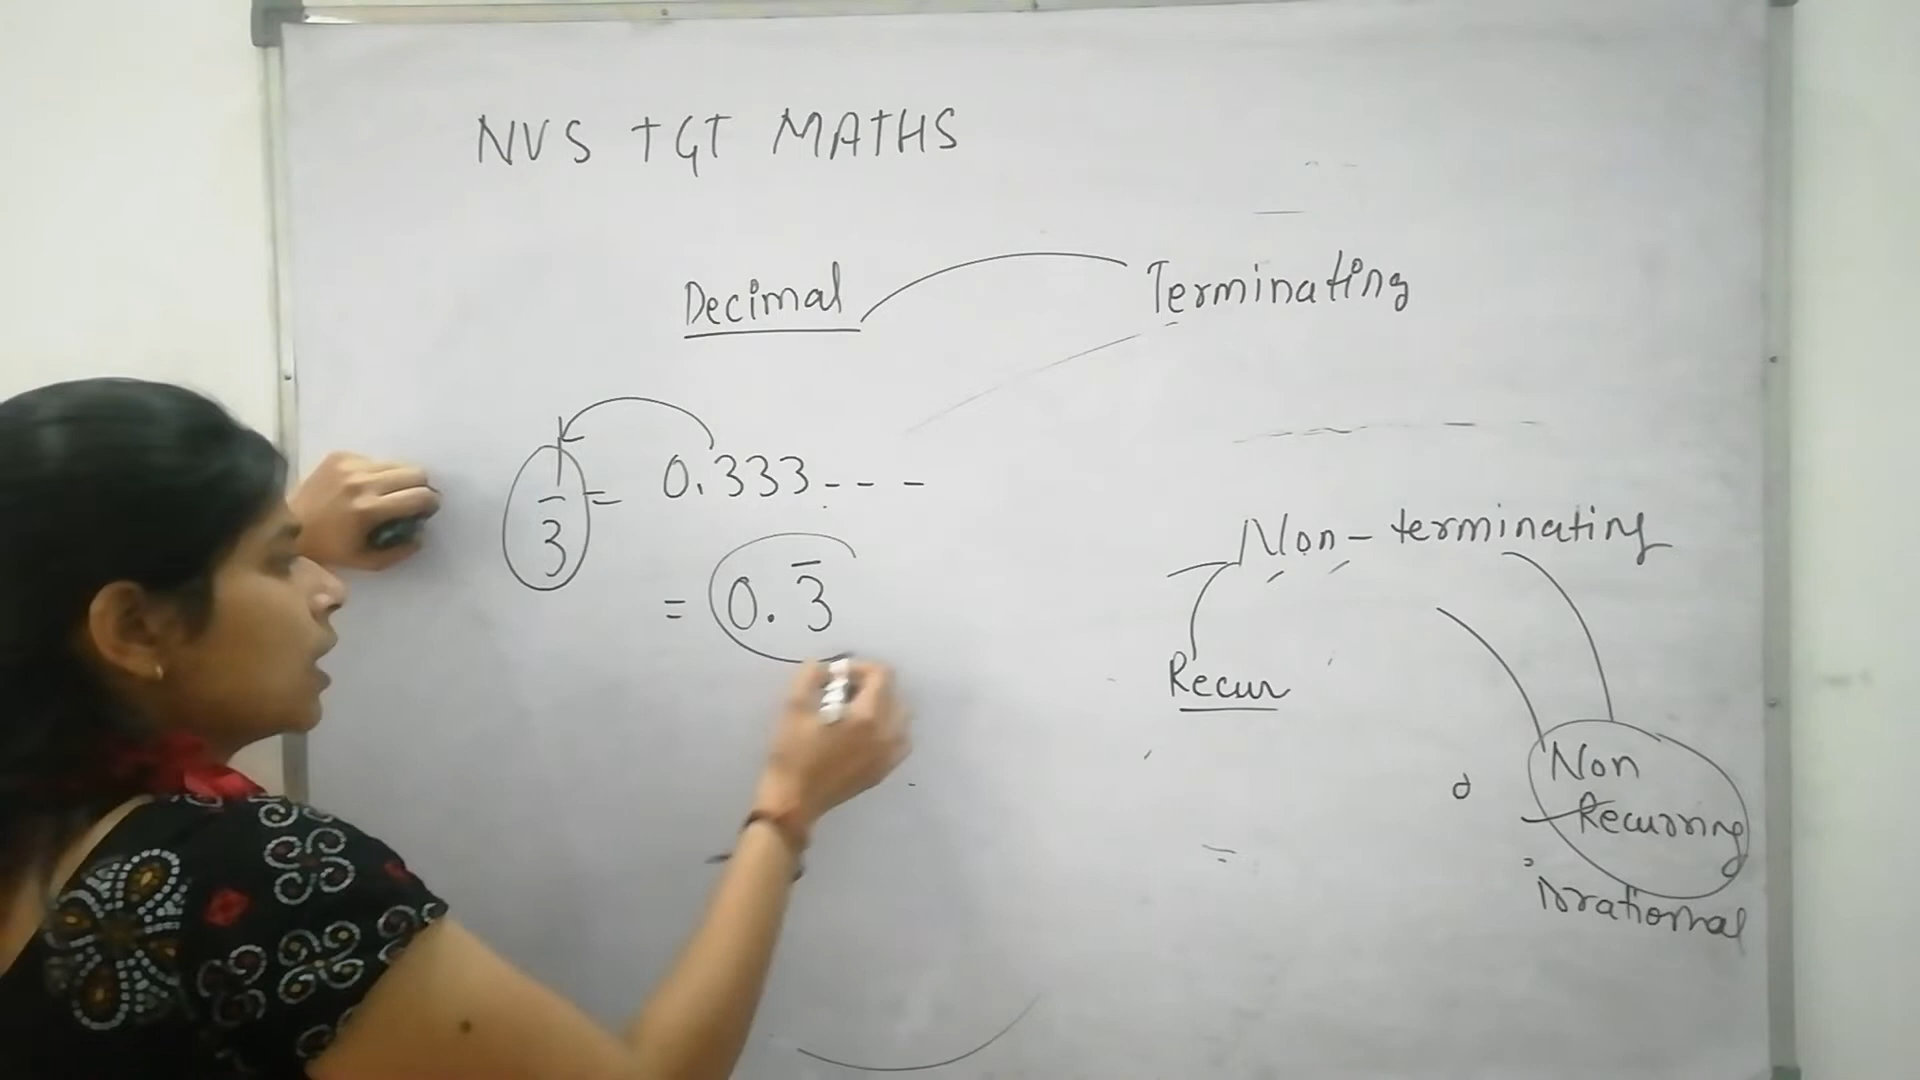 NVS TGT MATHS
Decimal
Terminating
1/3 = 0.333---
= 0.3̅
Non-terminating
Recur
Non
Recurring
irrational